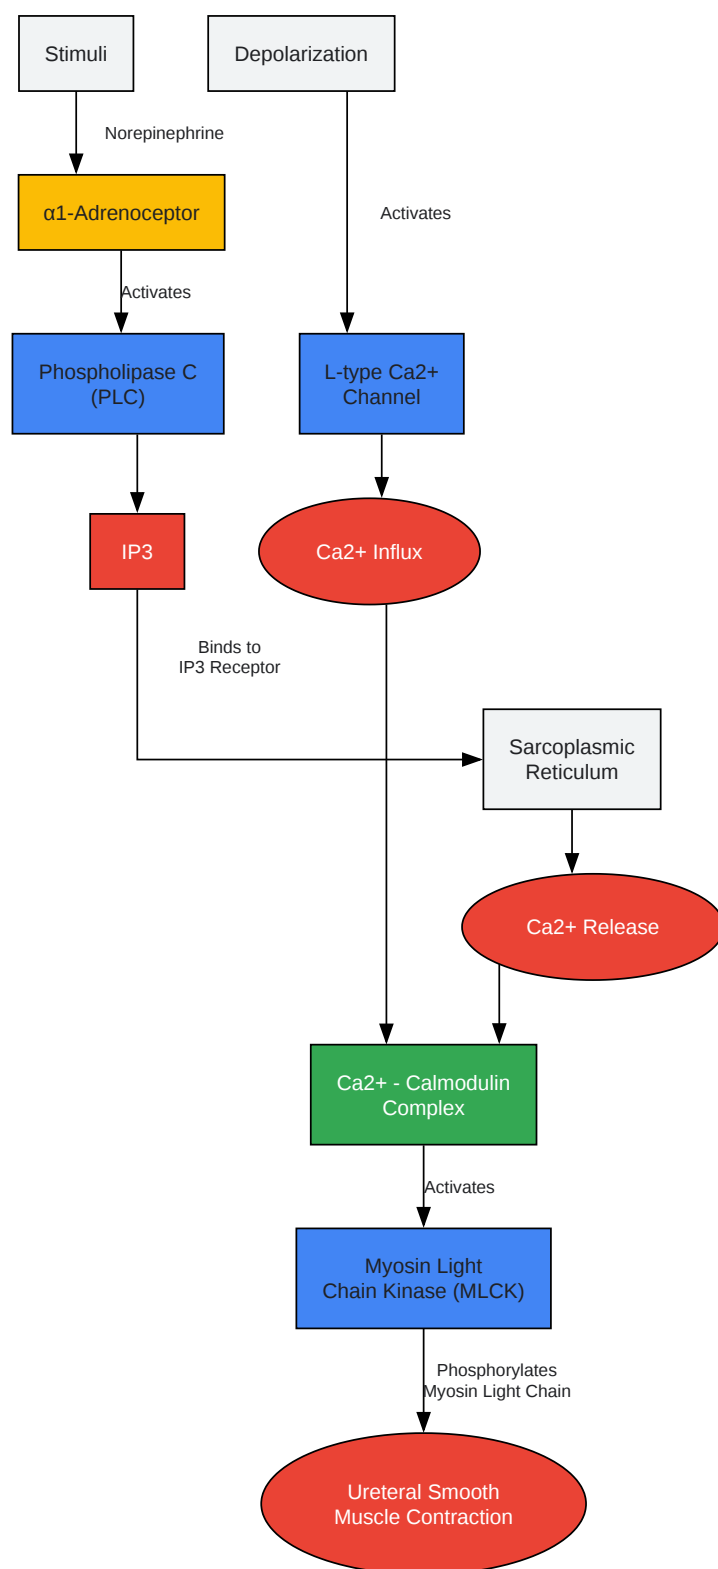 Stimuli
Depolarization
Norepinephrine
α1-Adrenoceptor
Activates
Activates
Phospholipase C
(PLC)
L-type Ca2+
Channel
IP3
Ca2+ Influx
Binds to
IP3 Receptor
Sarcoplasmic
Reticulum
Ca2+ Release
Ca2+ - Calmodulin
Complex
Activates
Myosin Light
Chain Kinase (MLCK)
Phosphorylates
Myosin Light Chain
Ureteral Smooth
Muscle Contraction